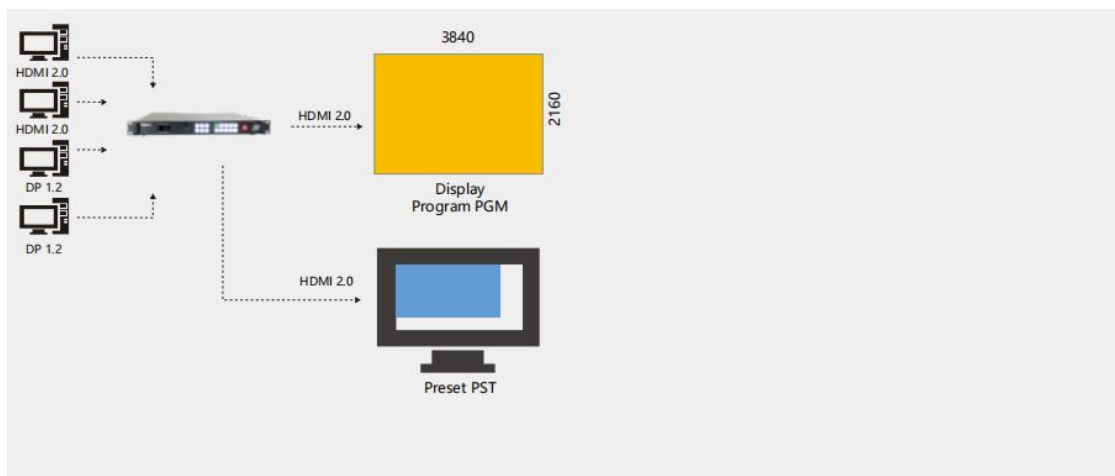 HDMI 2.0
HDMI 2.0
DP 1.2
DP 1.2
HDMI 2.0
3840
2160
Display
Program PGM
HDMI 2.0
Preset PST